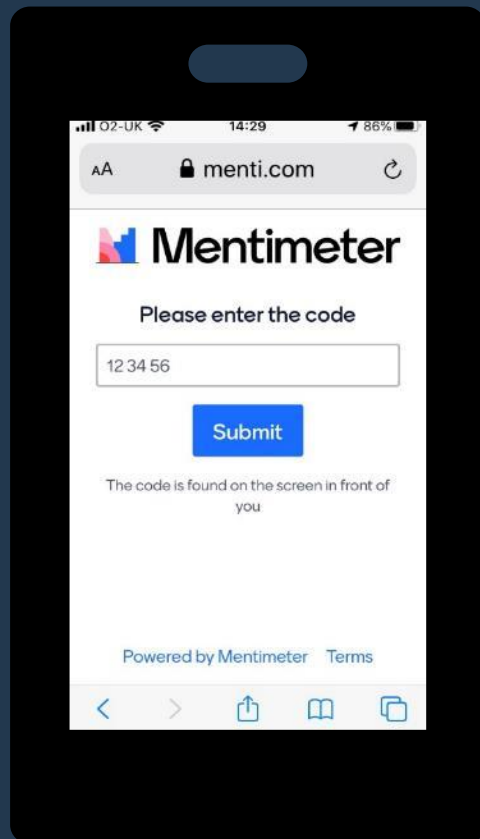 O2-UK 14:29 86%
AA menti.com
Mentimeter
Please enter the code
12 34 56
Submit
The code is found on the screen in front of
you
Powered by Mentimeter Terms